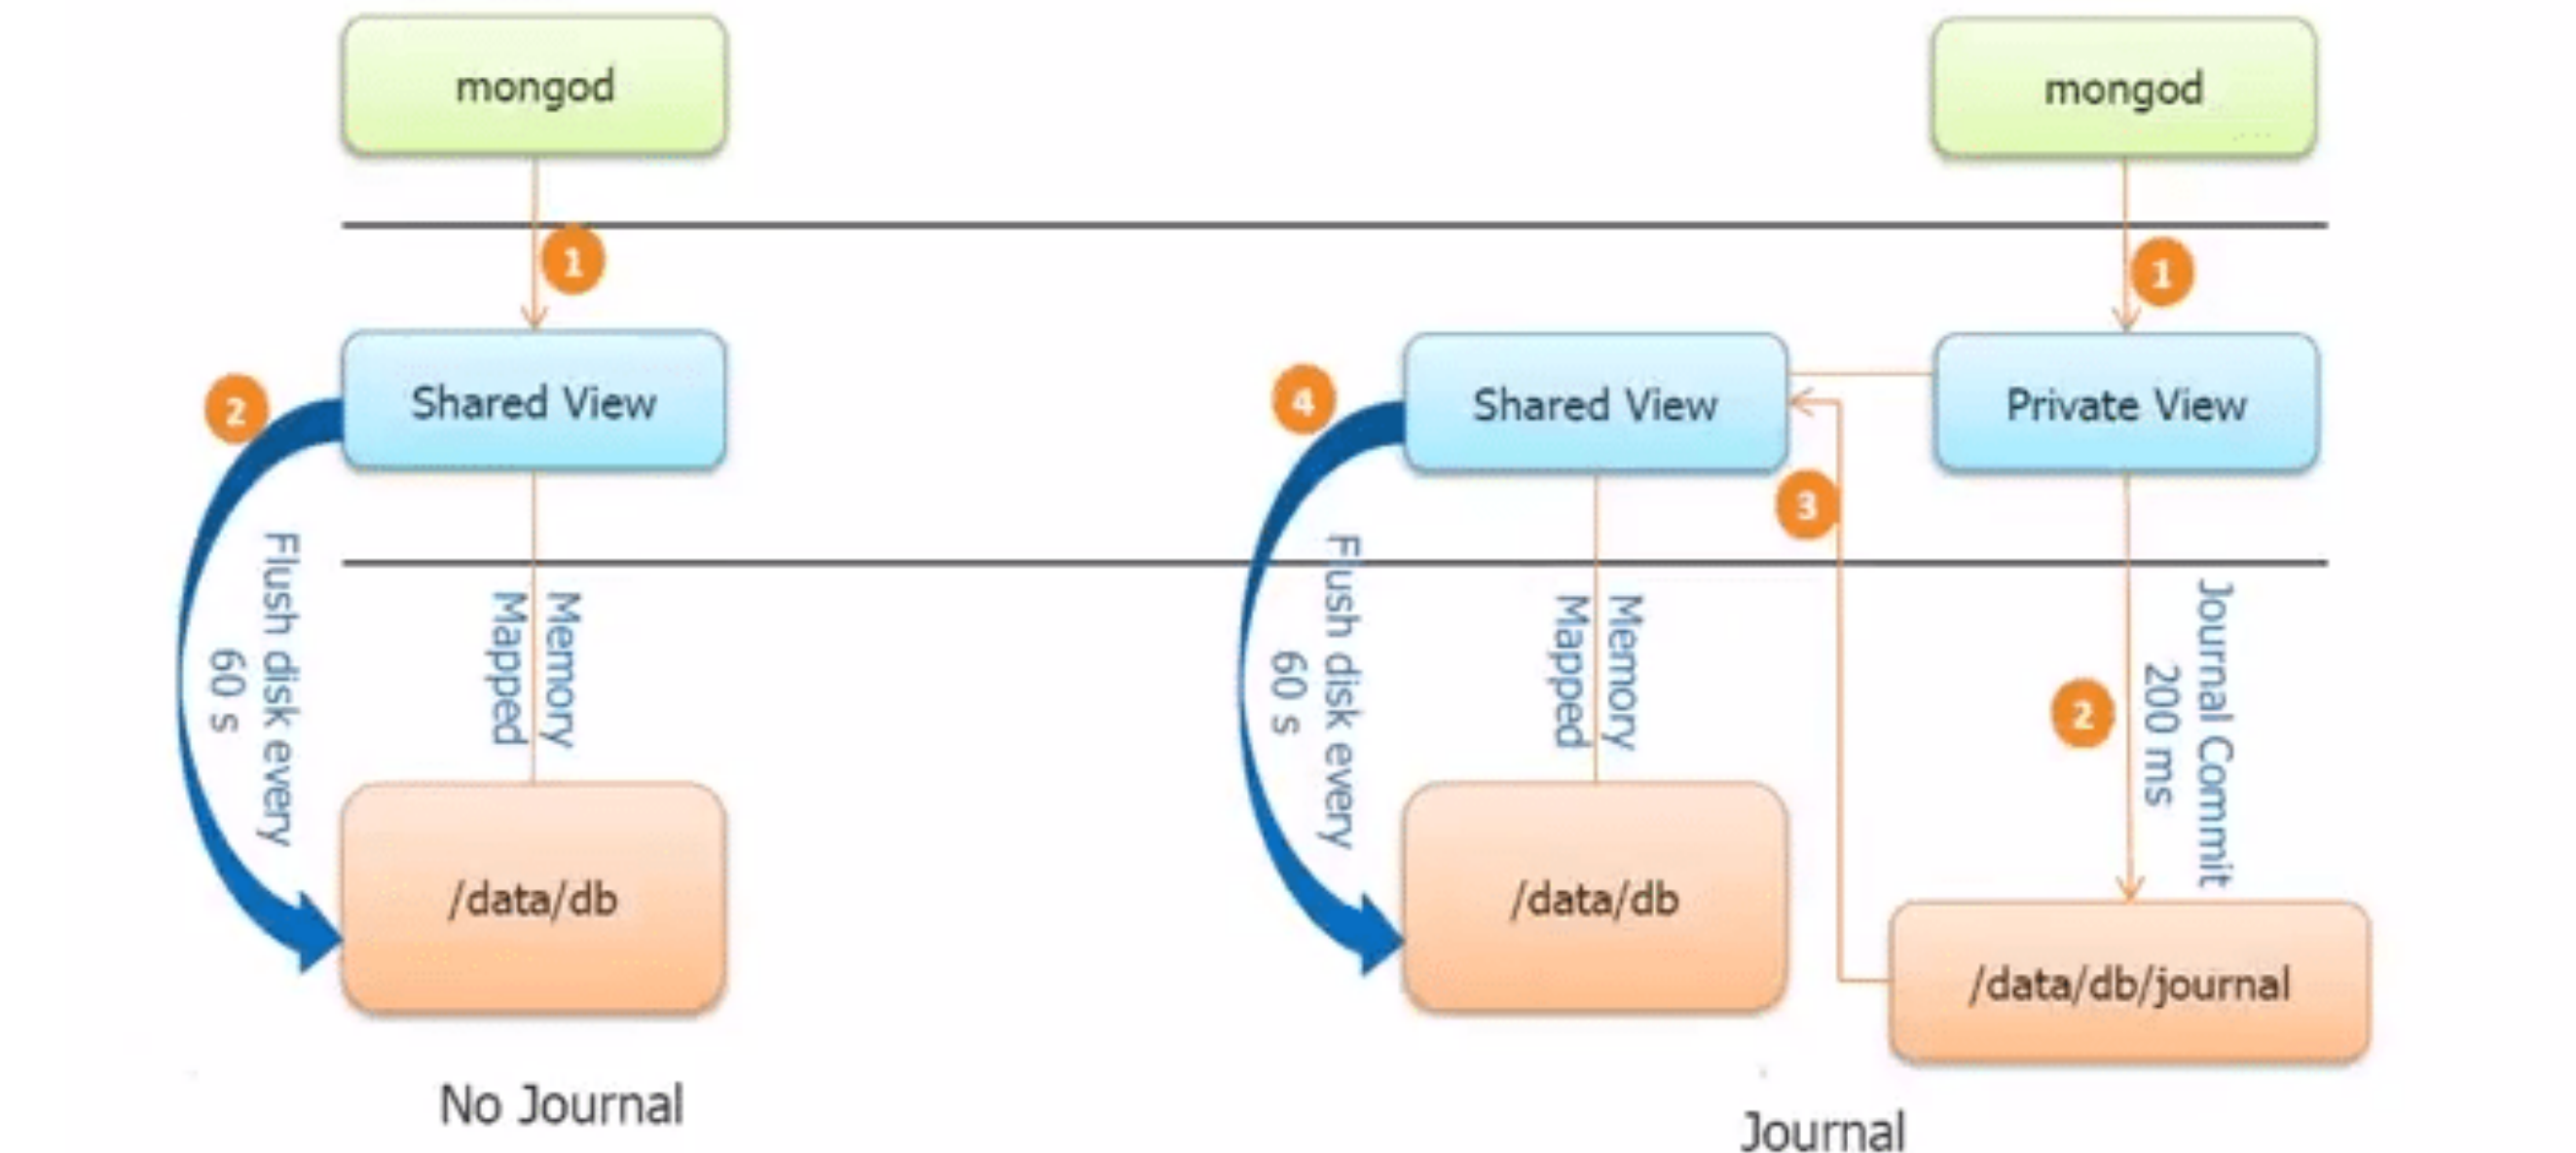 mongod
1
Shared View
2
Flush disk every
60 s
Memory
Mapped
/data/db
No Journal
mongod
1
Private View
Shared View
4
3
Flush disk every
60 s
Memory
Mapped
2
Journal Commit
200 ms
/data/db
/data/db/journal
Journal